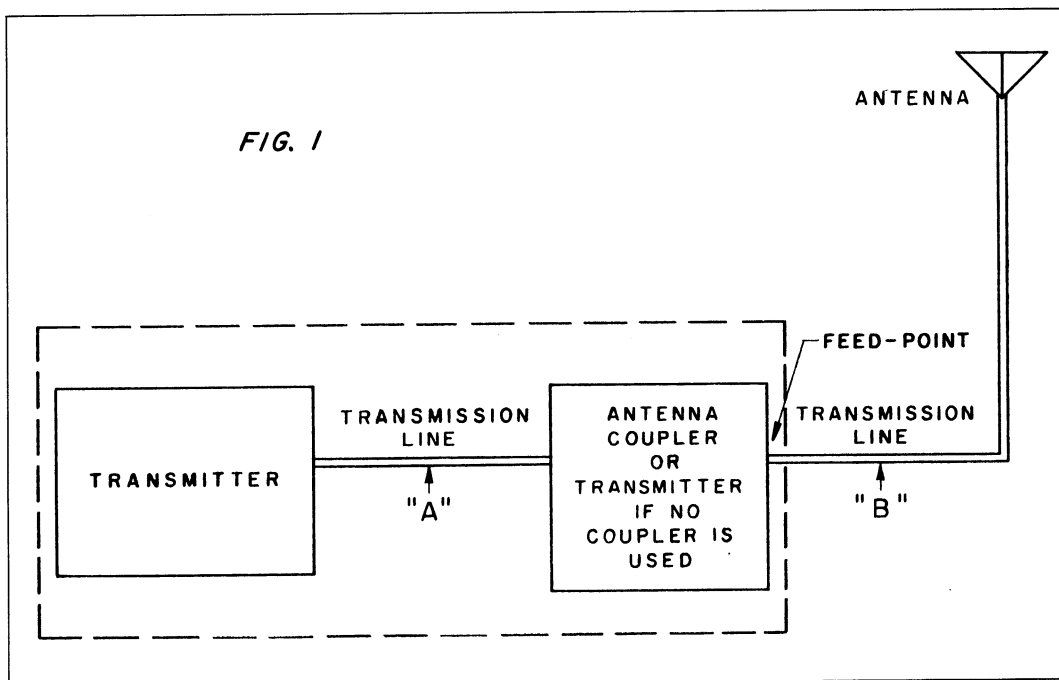 ANTENNA
FIG. 1
FEED-POINT
TRANSMITTER
TRANSMISSION
LINE
"A"
ANTENNA
COUPLER
OR
TRANSMITTER
IF NO
COUPLER IS
USED
TRANSMISSION
LINE
"B"